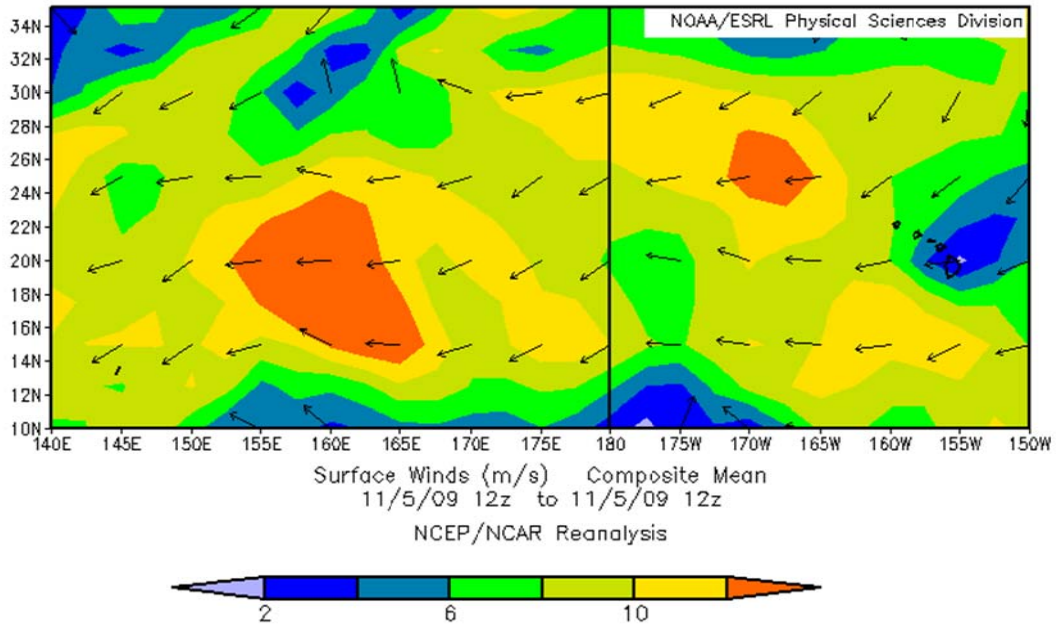 NOAA/ESRL Physical Sciences Division
34N
32N
30N
28N
26N
24N
22N
20N
18N
16N
14N
12N
10N
140E 145E 150E 155E 160E 165E 170E 175E 180 175W 170W 165W 160W 155W 150W
Surface Winds (m/s) Composite Mean
11/5/09 12z to 11/5/09 12z
NCEP/NCAR Reanalysis
2 6 10